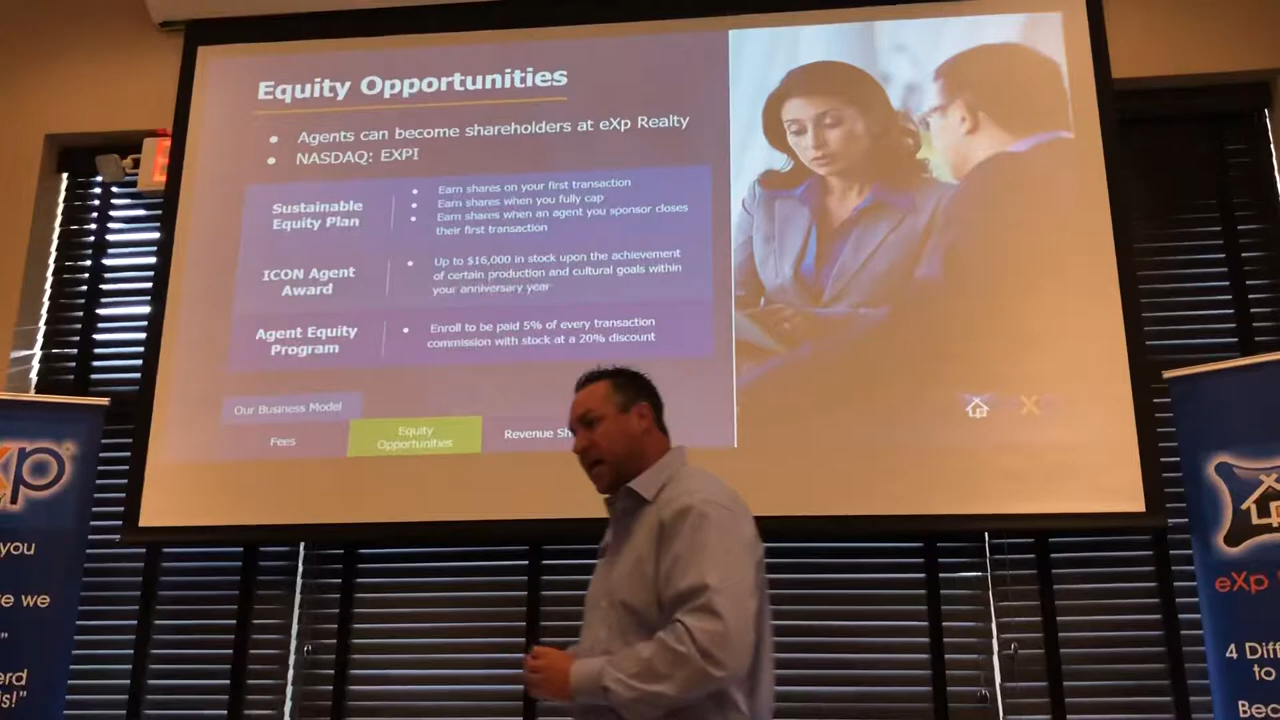 Equity Opportunities
Agents can become shareholders at eXp Realty
NASDAQ: EXPI
Sustainable
Equity Plan
Earn shares on your first transaction
Earn shares when you fully cap
Earn shares when an agent you sponsor closes
their first transaction
ICON Agent
Award
Up to $16,000 in stock upon the achievement
of certain production and cultural goals within
your anniversary year
Agent Equity
Program
Enroll to be paid 5% of every transaction
commission with stock at a 20% discount
Our Business Model
Fees
Equity
Opportunities
Revenue Sh
xp
you
e we
"
erd
s!"
eXp
4 Diff
to
Bec